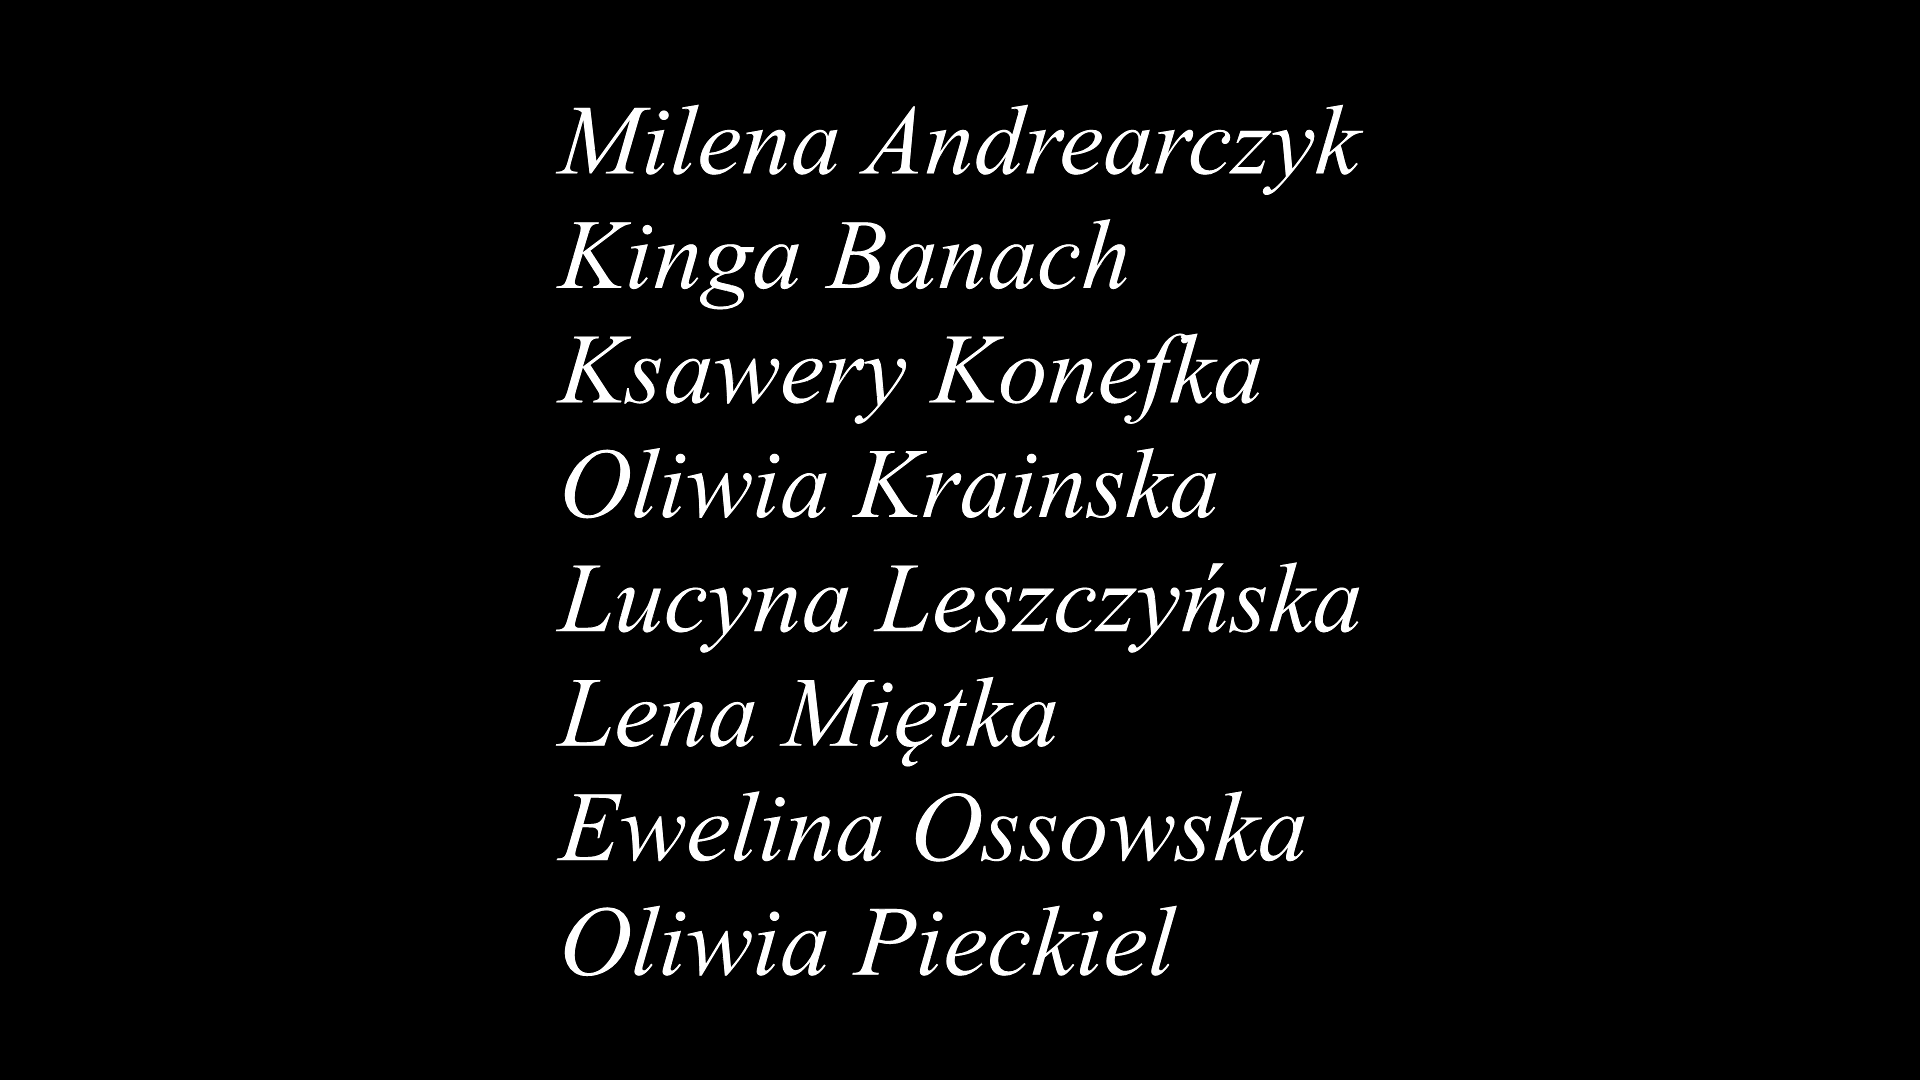 Milena Andrearczyk
Kinga Banach
Ksawery Konefka
Oliwia Krainska
Lucyna Leszczyńska
Lena Miętka
Ewelina Ossowska
Oliwia Pieckiel